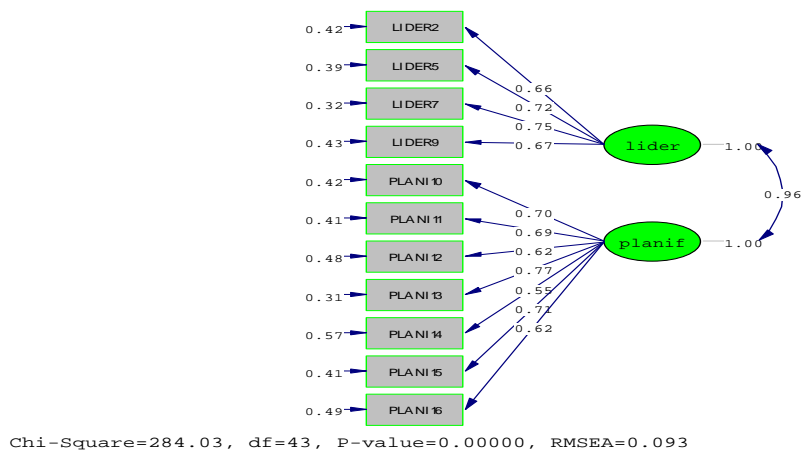 0.42 LIDER2
0.39 LIDER5
0.66
0.72
0.32 LIDER7
0.75
0.43 LIDER9
0.67
lider 1.00
0.42 PLANI10
0.96
0.41 PLANI11
0.70
0.69
0.48 PLANI12
0.62
planif 1.00
0.77
0.31 PLANI13
0.55
0.71
0.57 PLANI14
0.62
0.41 PLANI15
0.49 PLANI16
Chi-Square=284.03, df=43, P-value=0.00000, RMSEA=0.093